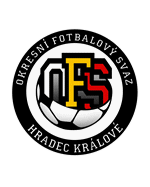 OKRESNÍ FOTBALOVÝ SVAZ
OFS
HRADEC KRÁLOVÉ